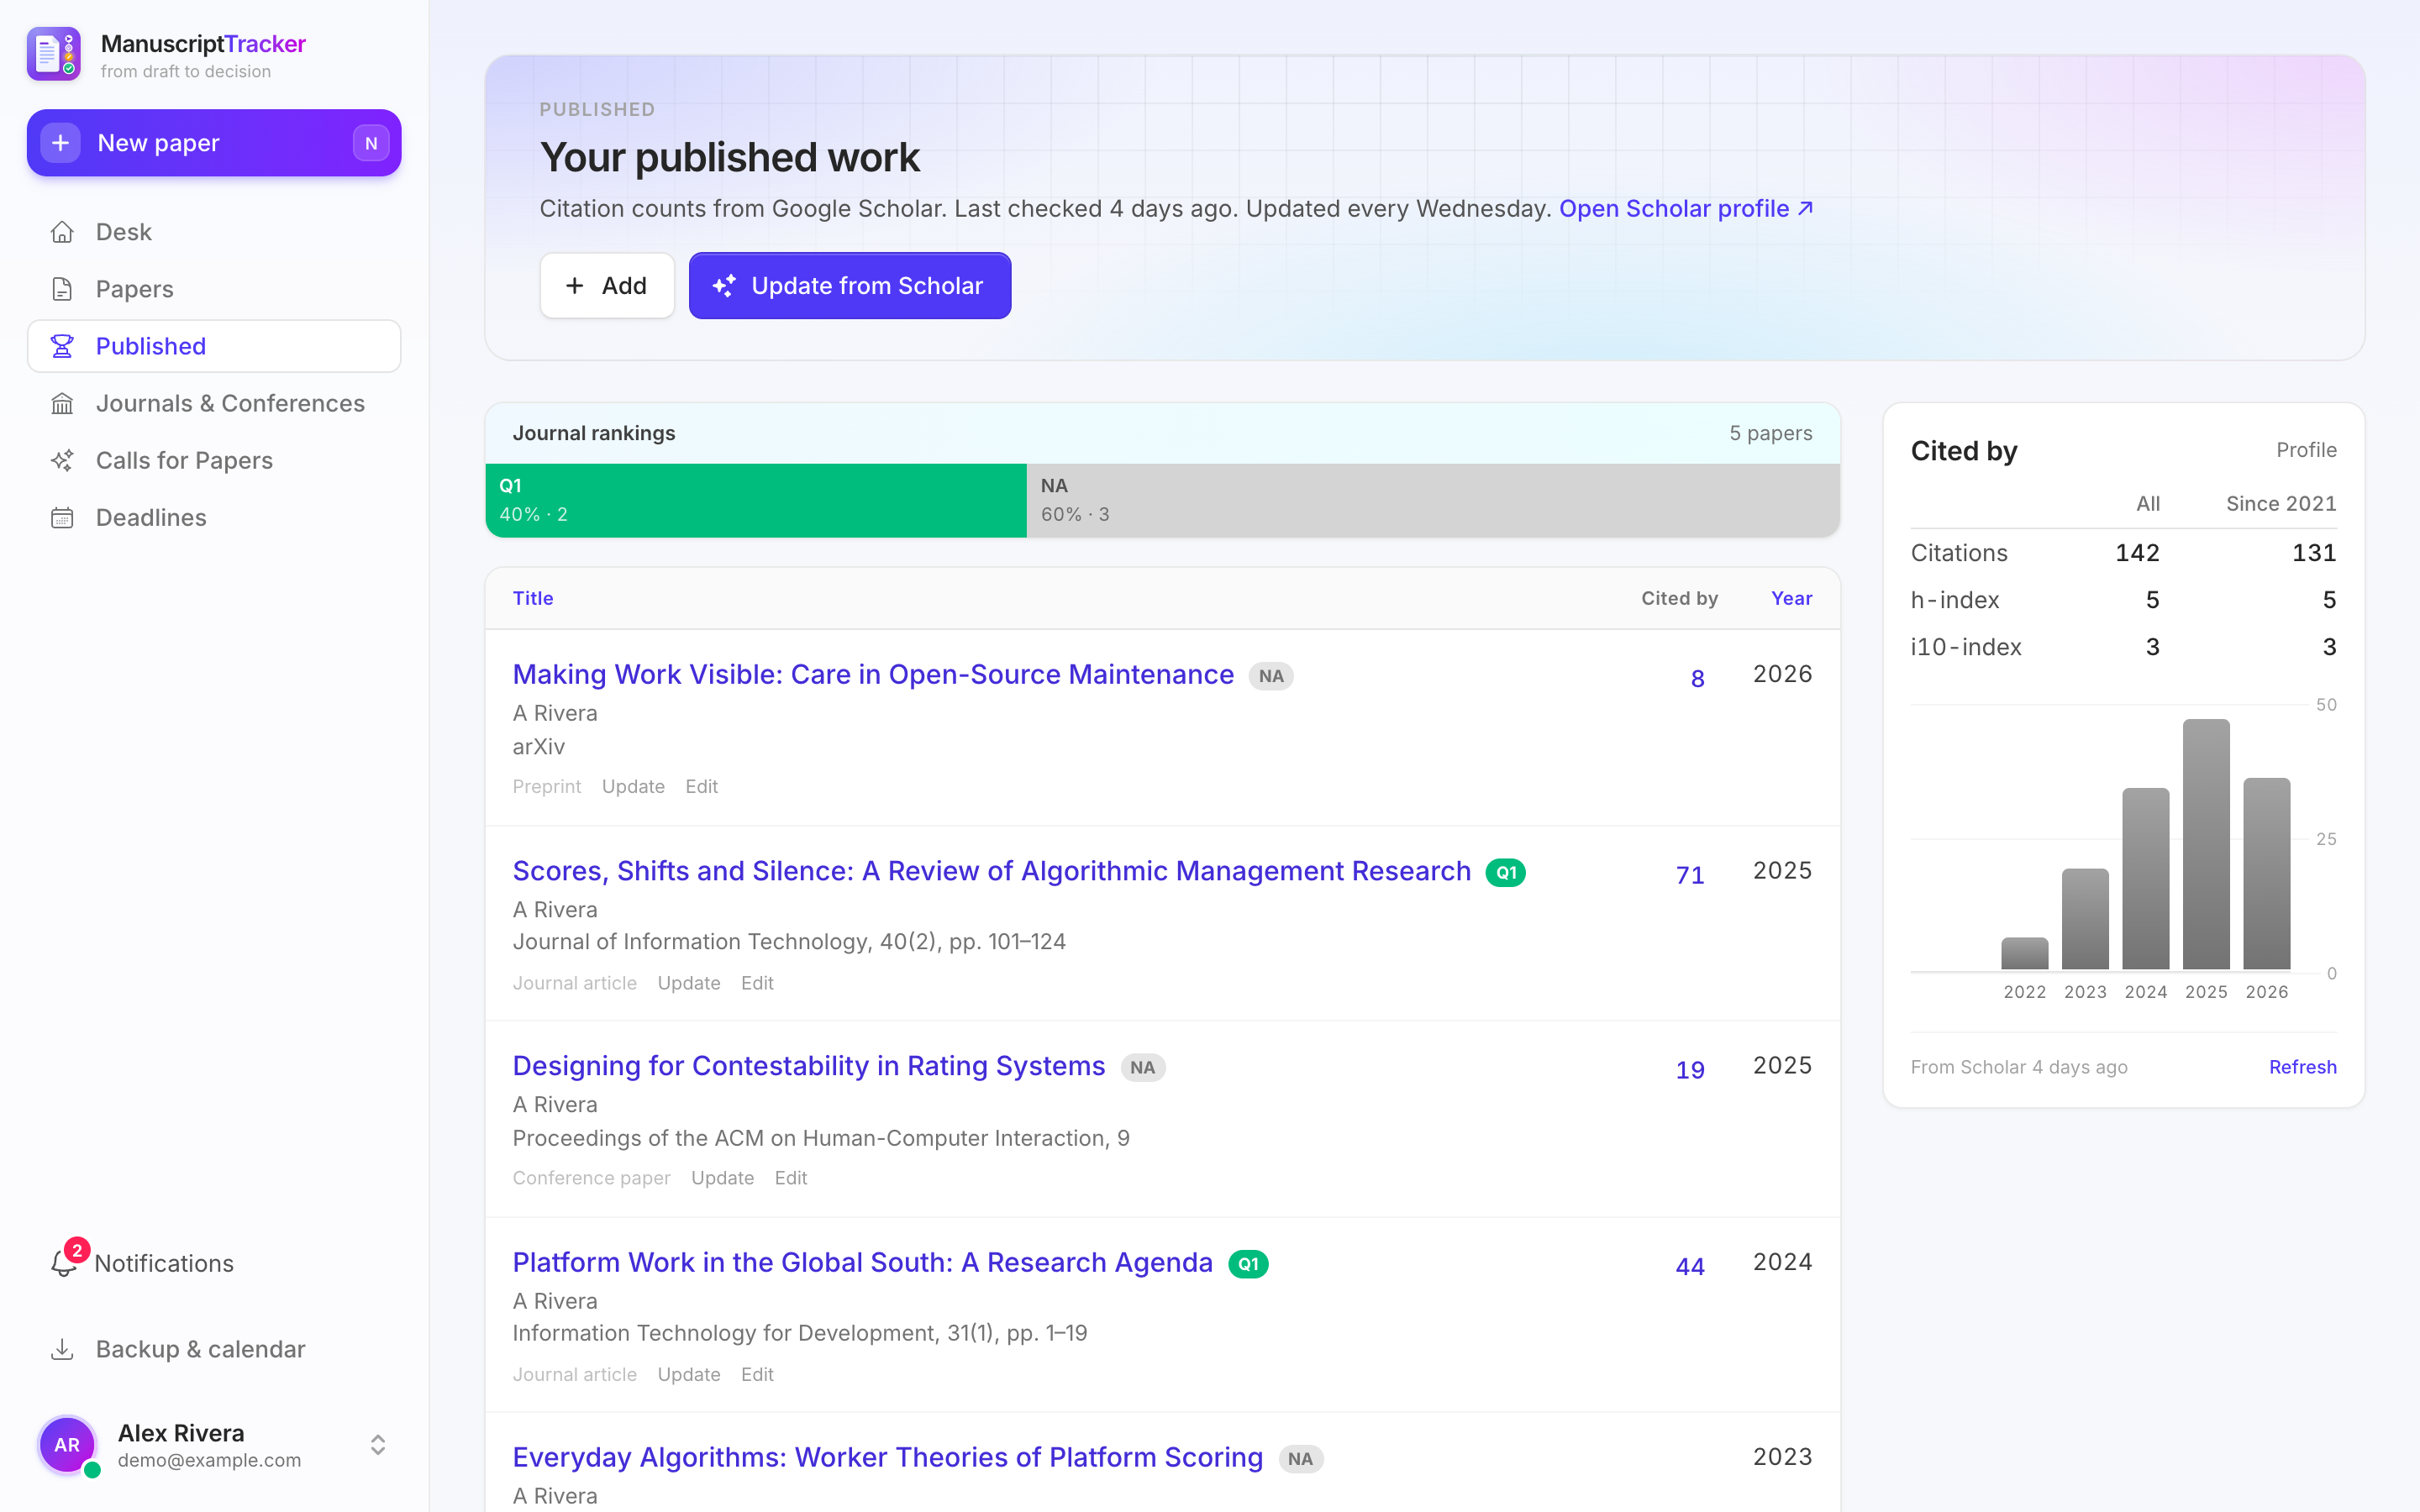 ManuscriptTracker
from draft to decision
New paper
N
Desk
Papers
Published
Journals & Conferences
Calls for Papers
Deadlines
2
Notifications
Backup & calendar
AR
Alex Rivera
demo@example.com
PUBLISHED
Your published work
Citation counts from Google Scholar. Last checked 4 days ago. Updated every Wednesday. Open Scholar profile ↗
+ Add
Update from Scholar
Journal rankings 5 papers
Q1
40% · 2
NA
60% · 3
Title Cited by Year
Making Work Visible: Care in Open-Source Maintenance NA 8 2026
A Rivera
arXiv
Preprint Update Edit
Scores, Shifts and Silence: A Review of Algorithmic Management Research Q1 71 2025
A Rivera
Journal of Information Technology, 40(2), pp. 101–124
Journal article Update Edit
Designing for Contestability in Rating Systems NA 19 2025
A Rivera
Proceedings of the ACM on Human-Computer Interaction, 9
Conference paper Update Edit
Platform Work in the Global South: A Research Agenda Q1 44 2024
A Rivera
Information Technology for Development, 31(1), pp. 1–19
Journal article Update Edit
Everyday Algorithms: Worker Theories of Platform Scoring NA 2023
A Rivera
Cited by Profile
All Since 2021
Citations 142 131
h-index 5 5
i10-index 3 3
50
25
0
2022 2023 2024 2025 2026
From Scholar 4 days ago Refresh